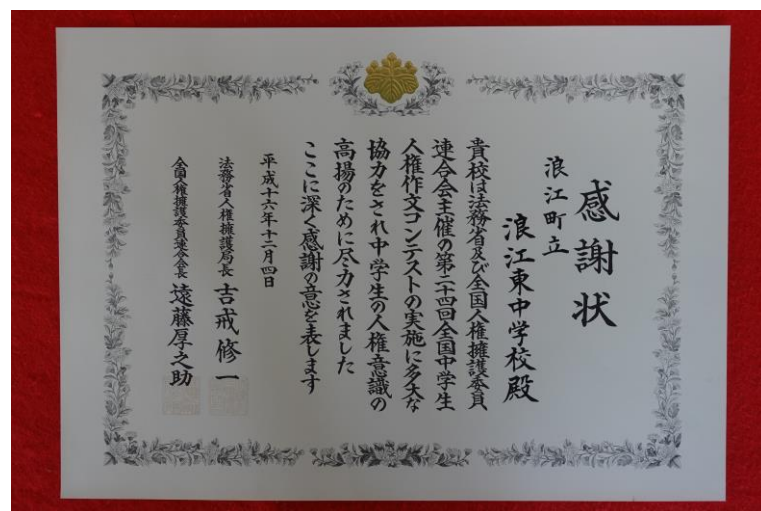 感謝状
浪江町立
浪江東中学校殿
貴校は法務省及び全国人権擁護委員
連合会主催の第二十四回全国中学生
人権作文コンテストの実施に多大な
協力をされ中学生の人権意識の
高揚のために尽力されました
ここに深く感謝の意を表します
平成十六年十二月四日
法務省人権擁護局長 吉戒修一
全国人権擁護委員連合会長 遠藤厚之助